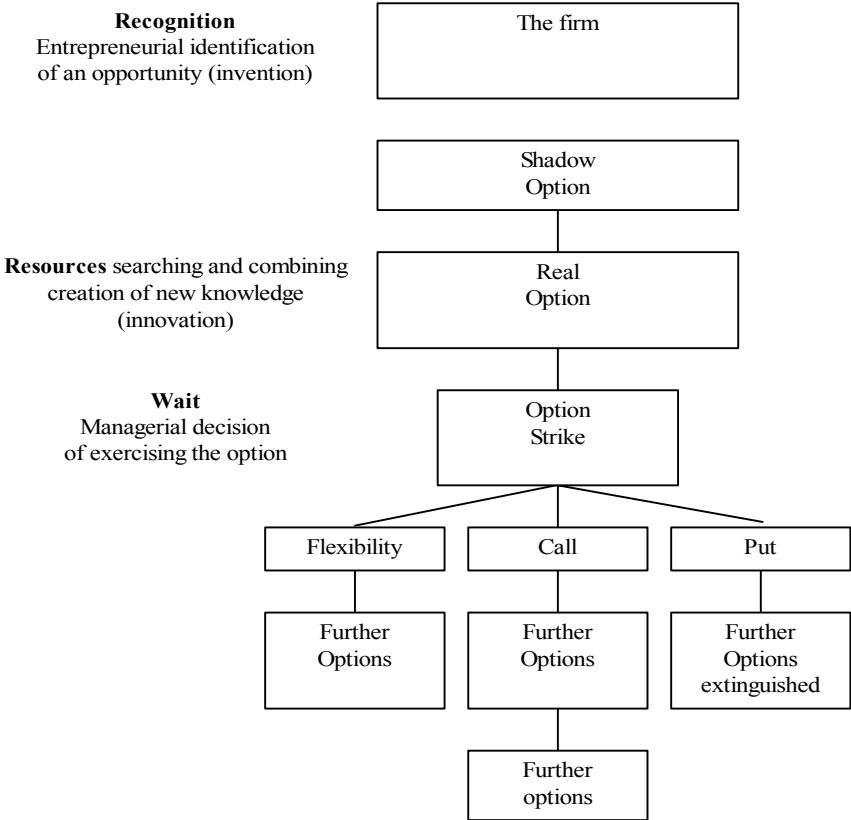 Recognition
Entrepreneurial identification
of an opportunity (invention)
The firm
Shadow
Option
Resources searching and combining
creation of new knowledge
(innovation)
Real
Option
Wait
Managerial decision
of exercising the option
Option
Strike
Flexibility
Call
Put
Further
Options
Further
Options
Further
Options
extinguished
Further
options